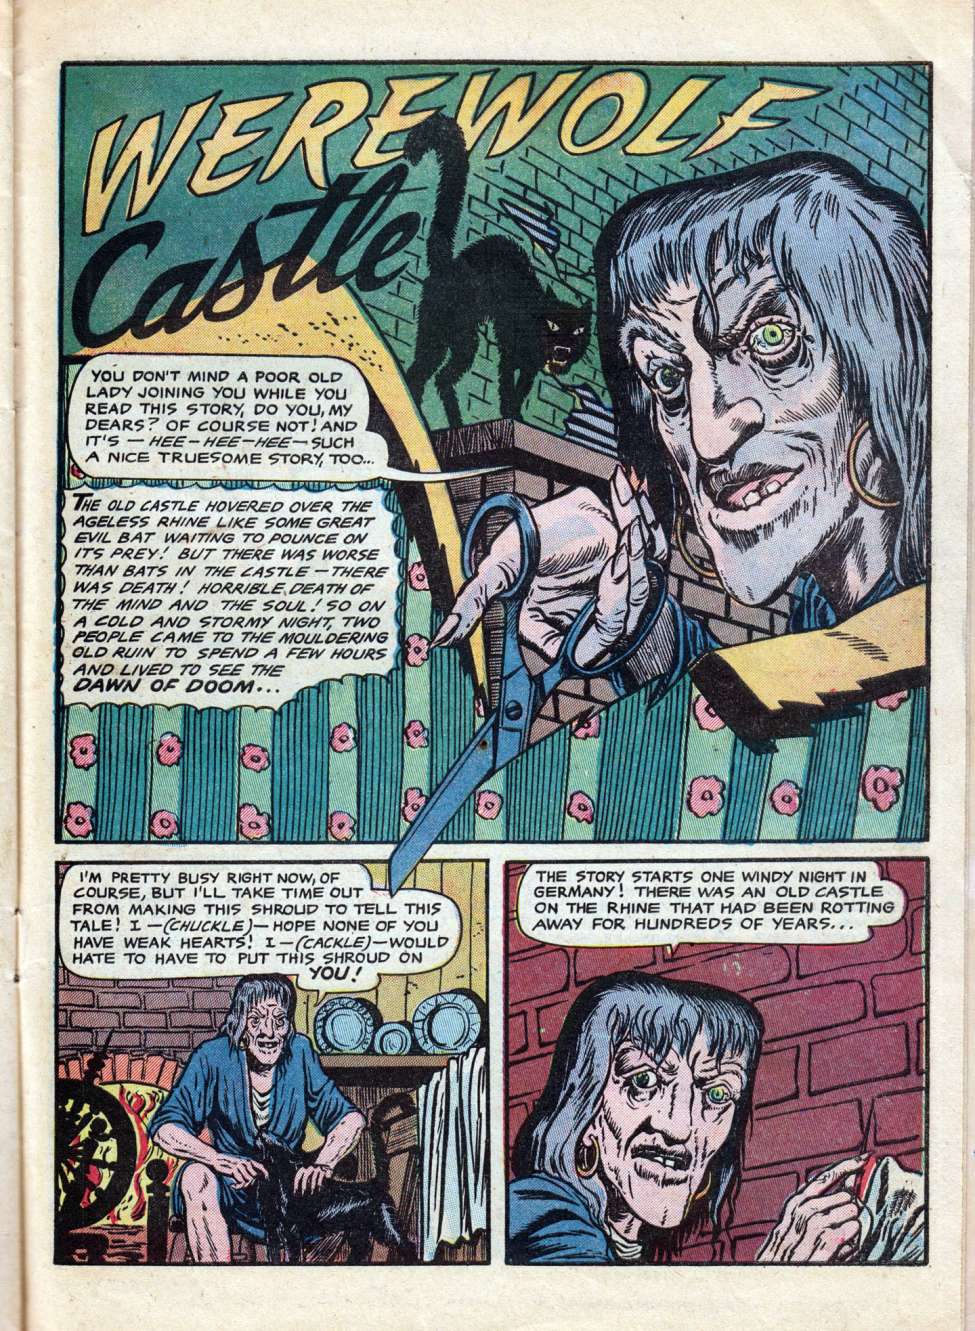 WEREWOLF
Castle
YOU DON'T MIND A POOR OLD
LADY JOINING YOU WHILE YOU
READ THIS STORY, DO YOU, MY
DEARS? OF COURSE NOT! AND
IT'S — HEE-HEE-HEE — SUCH
A NICE TRUESOME STORY, TOO...
THE OLD CASTLE HOVERED OVER THE
AGELESS RHINE LIKE SOME GREAT
EVIL BAT WAITING TO POUNCE ON
ITS PREY! BUT THERE WAS WORSE
THAN BATS IN THE CASTLE — THERE
WAS DEATH! HORRIBLE, DEATH OF
THE MIND AND THE SOUL! SO ON
A COLD AND STORMY NIGHT, TWO
PEOPLE CAME TO THE MOULDERING
OLD RUIN TO SPEND A FEW HOURS
AND LIVED TO SEE THE
DAWN OF DOOM...
I'M PRETTY BUSY RIGHT NOW, OF
COURSE, BUT I'LL TAKE TIME OUT
FROM MAKING THIS SHROUD TO TELL THIS
TALE! I — (CHUCKLE) — HOPE NONE OF YOU
HAVE WEAK HEARTS! I — (CACKLE) — WOULD
HATE TO HAVE TO PUT THIS SHROUD ON
YOU!
THE STORY STARTS ONE WINDY NIGHT IN
GERMANY! THERE WAS AN OLD CASTLE
ON THE RHINE THAT HAD BEEN ROTTING
AWAY FOR HUNDREDS OF YEARS...